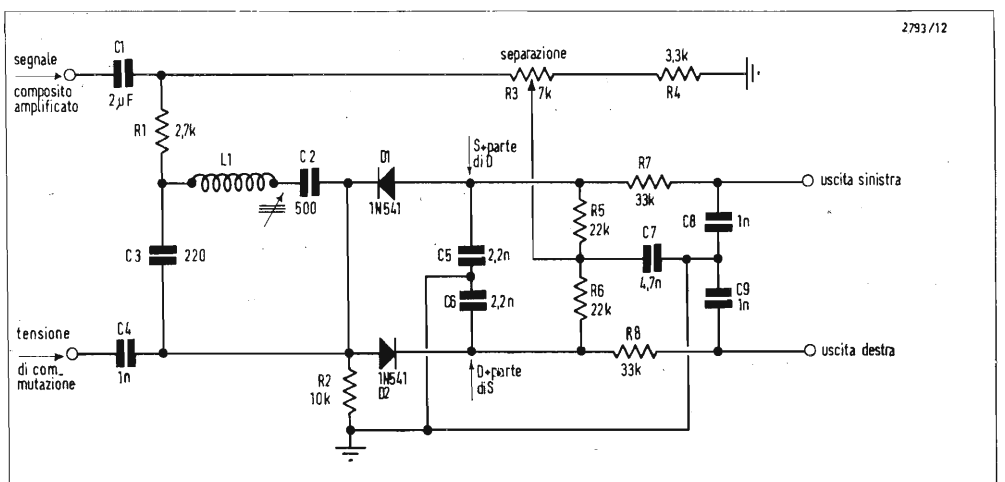 2793/12
segnale
composito
amplificato
C1
2µF
separazione
R3 7k
3,3k
R4
R1 2,7k
L1
C2
500
D1
1N541
S+parte
di D
R7
33k
uscita sinistra
C3 220
C5 2,2n
C6 2,2n
R5
22k
C7
4,7n
C8 1n
R6
22k
C9
1n
tensione
di com_
mutazione
C4
1n
R2
10k
1N541
D2
D+parte
di S
R8
33k
uscita destra